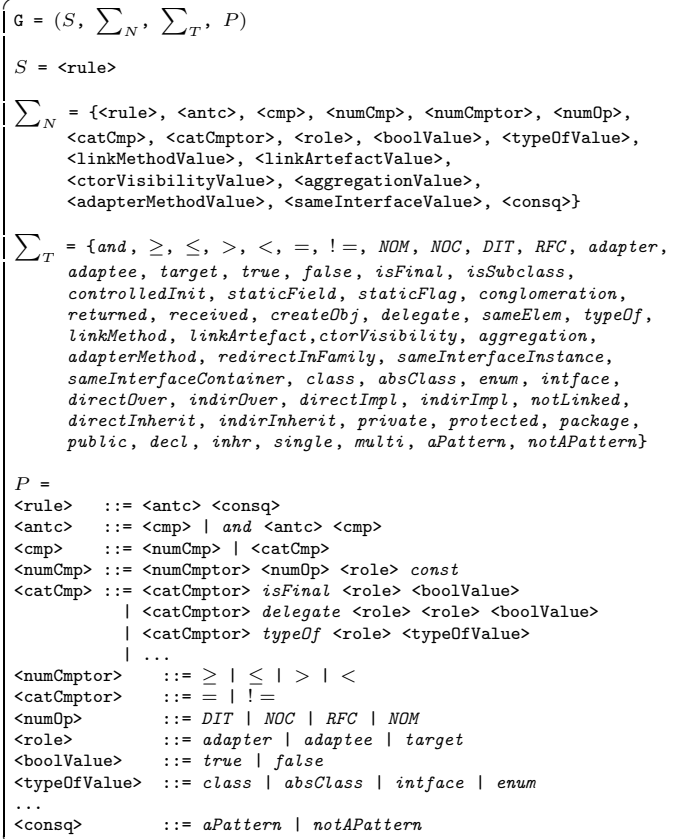 G = (S, ∑_N, ∑_T, P)
S = <rule>
∑_N = {<rule>, <antc>, <cmp>, <numCmp>, <numCmptor>, <numOp>,
<catCmp>, <catCmptor>, <role>, <boolValue>, <typeOfValue>,
<linkMethodValue>, <linkArtefactValue>,
<ctorVisibilityValue>, <aggregationValue>,
<adapterMethodValue>, <sameInterfaceValue>, <consq>}
∑_T = {and, ≥, ≤, >, <, =, !=, NOM, NOC, DIT, RFC, adapter,
adaptee, target, true, false, isFinal, isSubclass,
controlledInit, staticField, staticFlag, conglomeration,
returned, received, createObj, delegate, sameElem, typeOf,
linkMethod, linkArtefact,ctorVisibility, aggregation,
adapterMethod, redirectInFamily, sameInterfaceInstance,
sameInterfaceContainer, class, absClass, enum, intface,
directOver, indirOver, directImpl, indirImpl, notLinked,
directInherit, indirInherit, private, protected, package,
public, decl, inhr, single, multi, aPattern, notAPattern}
P =
<rule> ::= <antc> <consq>
<antc> ::= <cmp> | and <antc> <cmp>
<cmp> ::= <numCmp> | <catCmp>
<numCmp> ::= <numCmptor> <numOp> <role> const
<catCmp> ::= <catCmptor> isFinal <role> <boolValue>
| <catCmptor> delegate <role> <role> <boolValue>
| <catCmptor> typeOf <role> <typeOfValue>
| ...
<numCmptor> ::= ≥ | ≤ | > | <
<catCmptor> ::= = | !=
<numOp> ::= DIT | NOC | RFC | NOM
<role> ::= adapter | adaptee | target
<boolValue> ::= true | false
<typeOfValue> ::= class | absClass | intface | enum
...
<consq> ::= aPattern | notAPattern